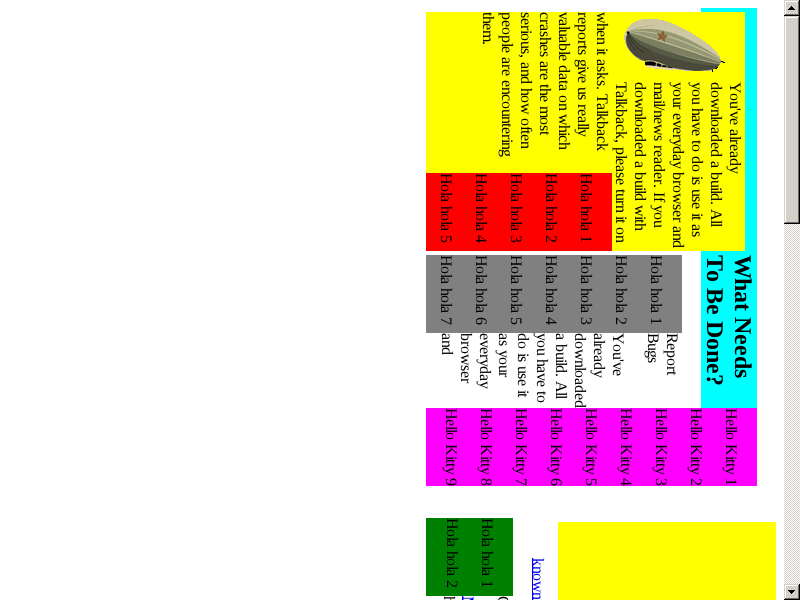 You've already
downloaded a build. All
you have to do is use it as
your everyday browser and
mail/news reader. If you
downloaded a build with
Talkback, please turn it on
when it asks. Talkback
reports give us really
valuable data on which
crashes are the most
serious, and how often
people are encountering
them.
Hola hola 1
Hola hola 2
Hola hola 3
Hola hola 4
Hola hola 5
What Needs
To Be Done?
Hola hola 1
Hola hola 2
Hola hola 3
Hola hola 4
Hola hola 5
Hola hola 6
Hola hola 7
Report
Bugs
You've
already
downloaded
a build. All
you have to
do is use it
as your
everyday
browser
and
Hello Kitty 1
Hello Kitty 2
Hello Kitty 3
Hello Kitty 4
Hello Kitty 5
Hello Kitty 6
Hello Kitty 7
Hello Kitty 8
Hello Kitty 9
known
Hola hola 1
Hola hola 2